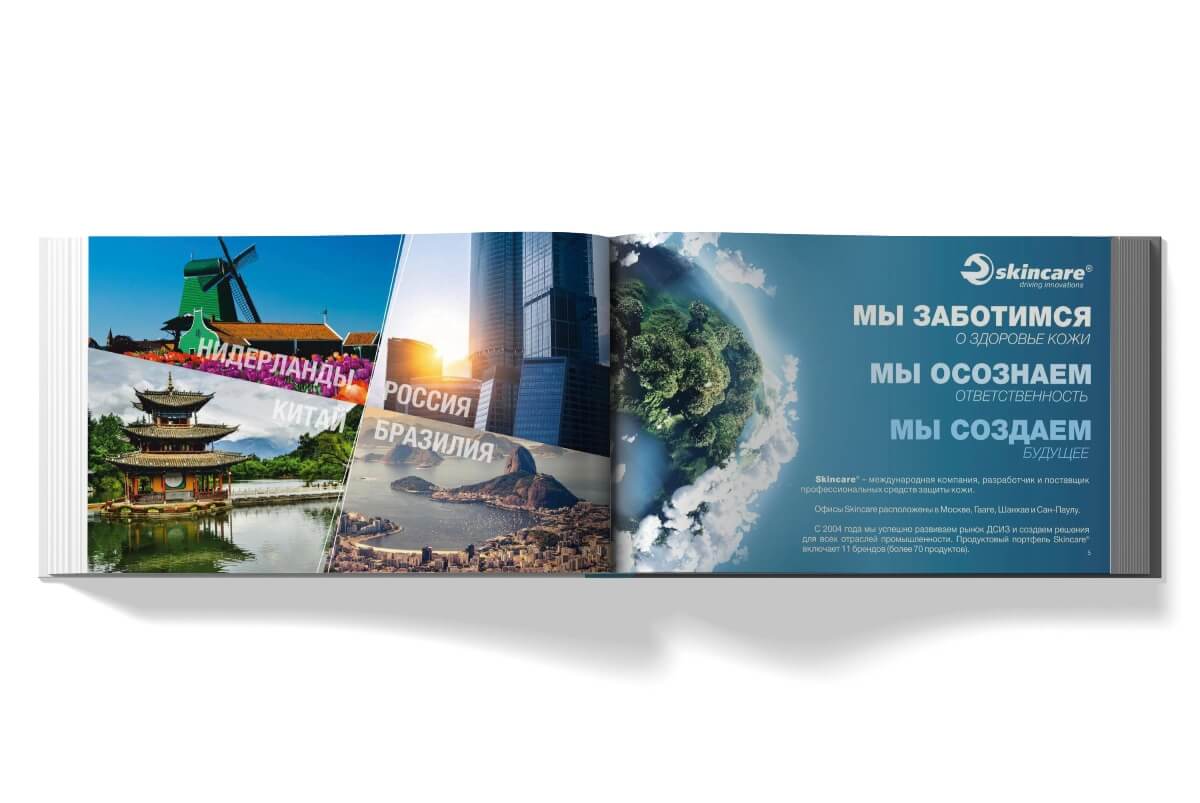 НИДЕРЛАНДЫ
КИТАЙ
РОССИЯ
БРАЗИЛИЯ
skincare®
driving innovations
МЫ ЗАБОТИМСЯ
О ЗДОРОВЬЕ КОЖИ
МЫ ОСОЗНАЕМ
ОТВЕТСТВЕННОСТЬ
МЫ СОЗДАЕМ
БУДУЩЕЕ
Skincare® – международная компания, разработчик и поставщик
профессиональных средств защиты кожи.
Офисы Skincare расположены в Москве, Гааге, Шанхае и Сан-Паулу.
С 2004 года мы успешно развиваем рынок ДСИЗ и создаем решения
для всех отраслей промышленности. Продуктовый портфель Skincare®
включает 11 брендов (более 70 продуктов).
5